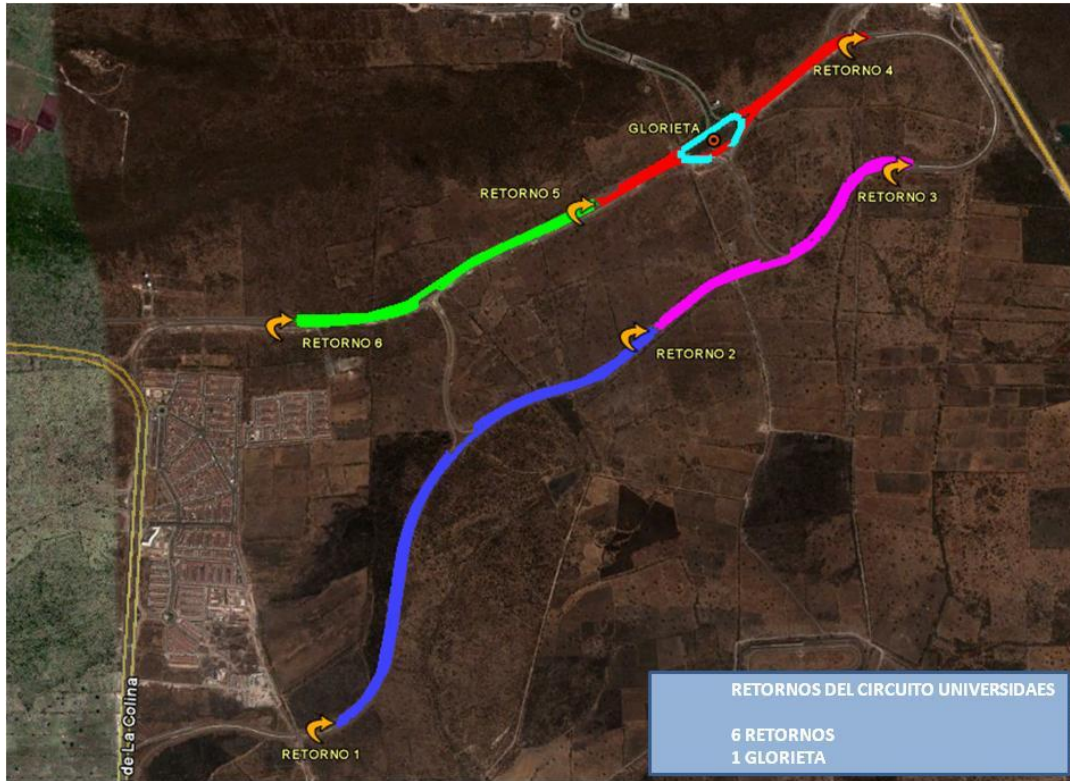 RETORNO 4
GLORIETA
RETORNO 5
RETORNO 3
RETORNO 6
RETORNO 2
RETORNO 1
de La Colina
RETORNOS DEL CIRCUITO UNIVERSIDAES
6 RETORNOS
1 GLORIETA